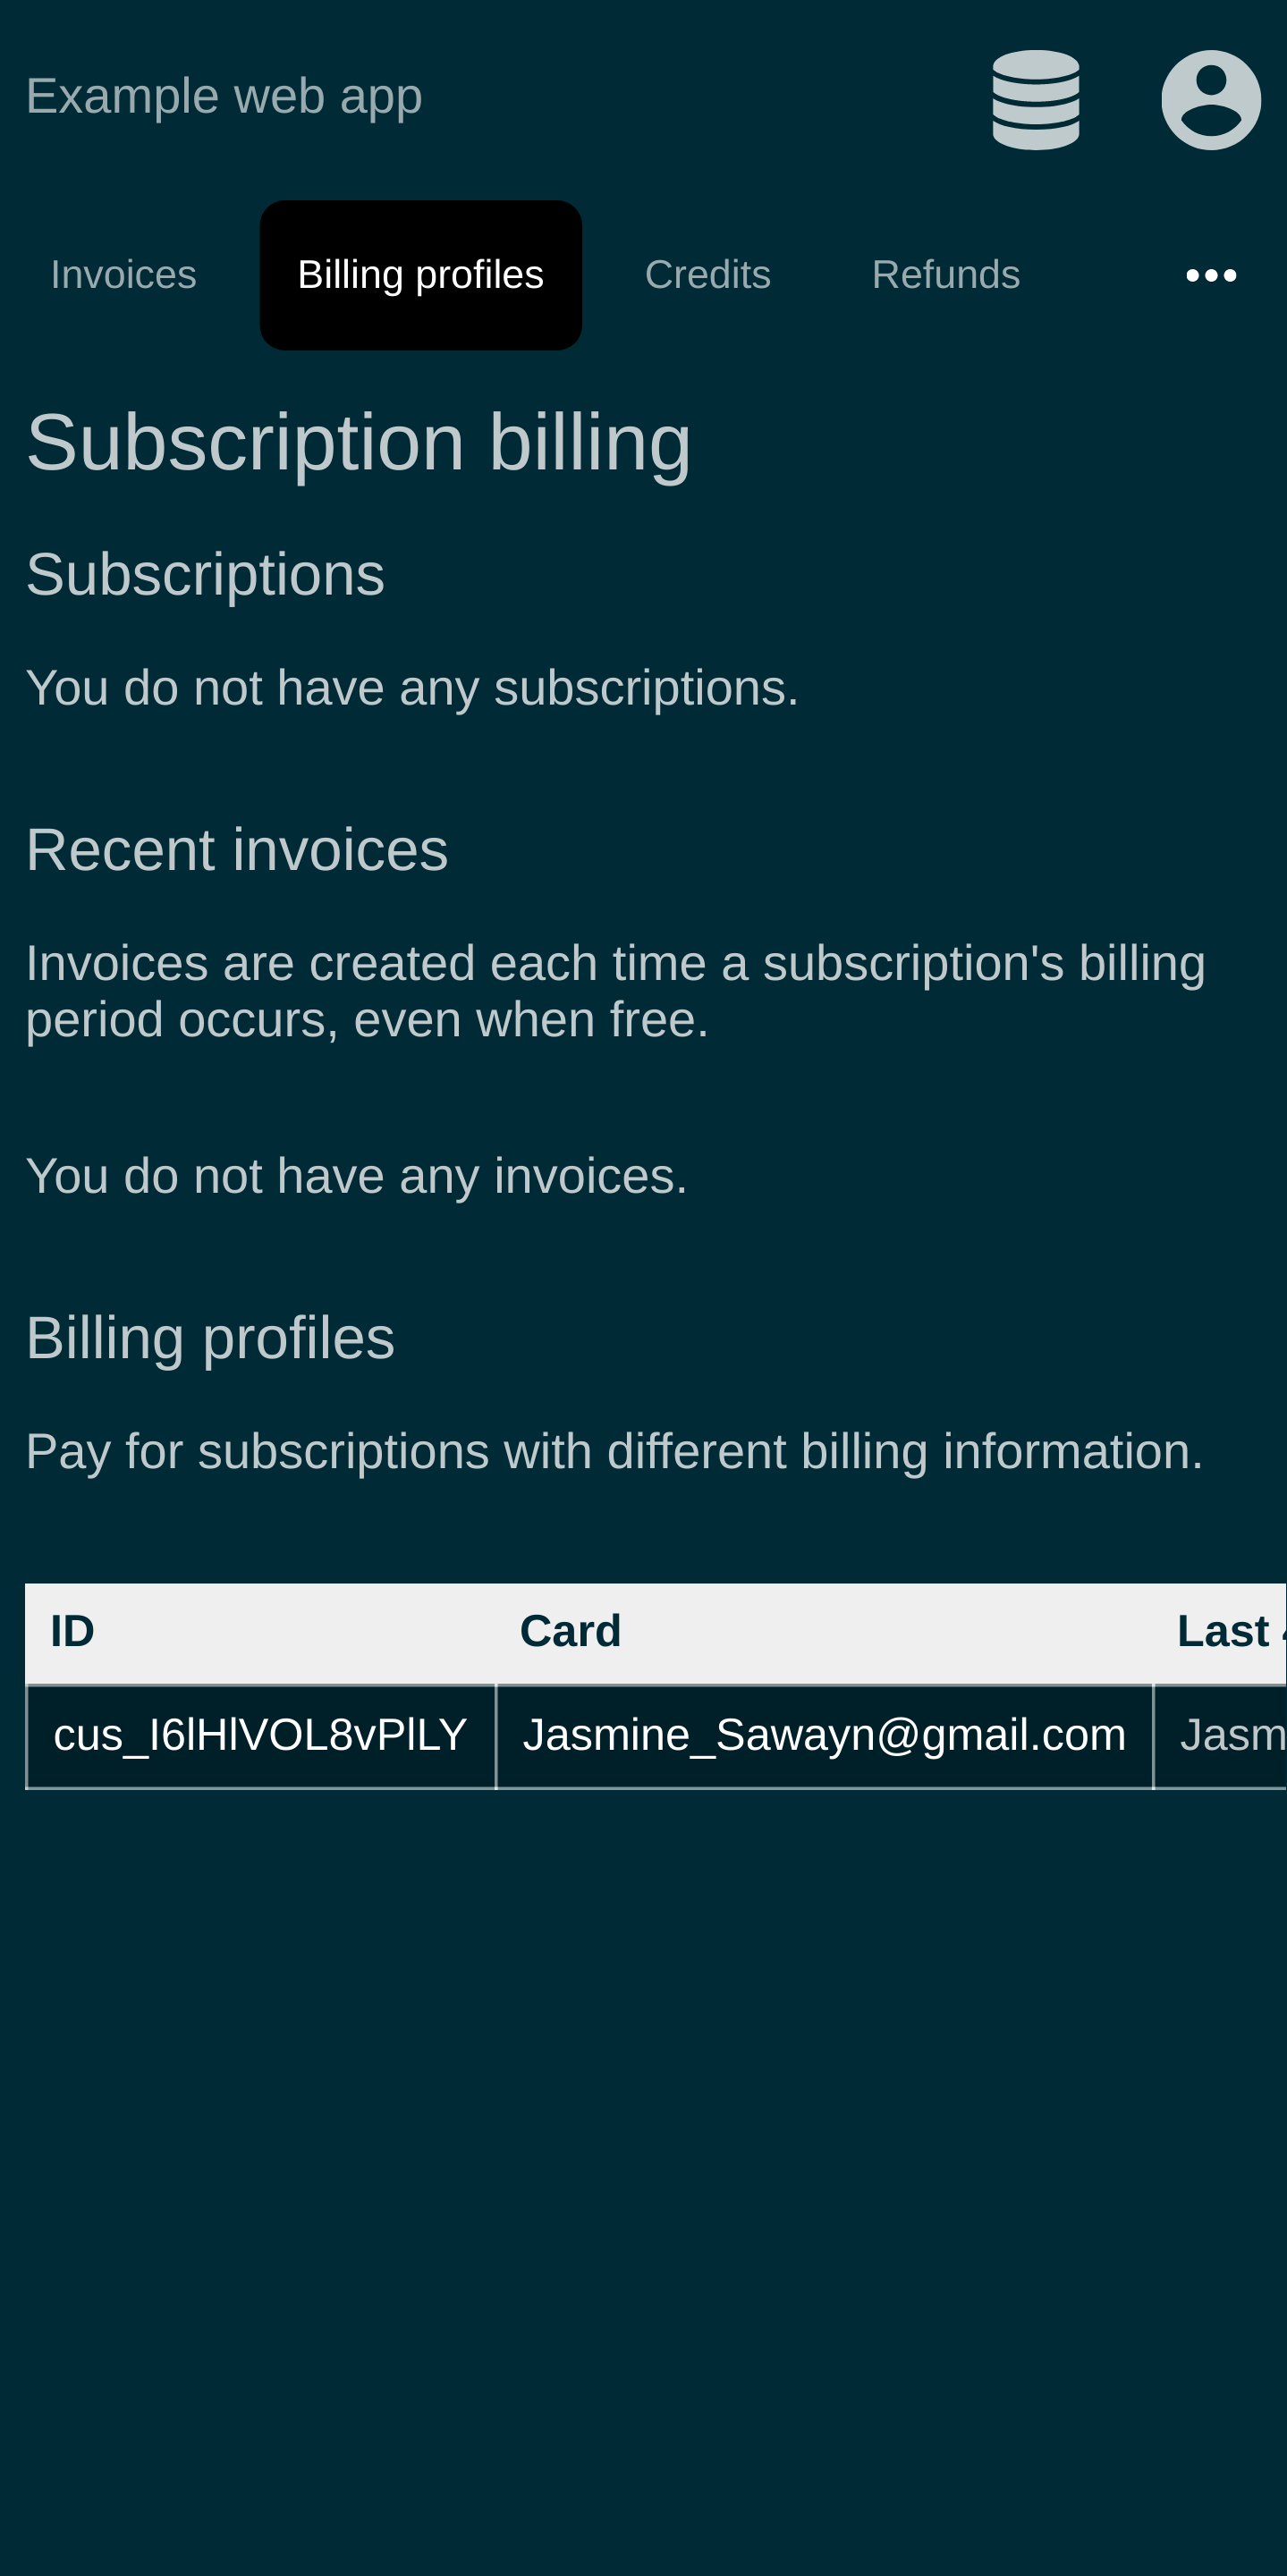 Example web app
Invoices Billing profiles Credits Refunds
Subscription billing
Subscriptions
You do not have any subscriptions.
Recent invoices
Invoices are created each time a subscription's billing
period occurs, even when free.
You do not have any invoices.
Billing profiles
Pay for subscriptions with different billing information.
ID Card Last
cus_I6lHlVOL8vPlLY Jasmine_Sawayn@gmail.com Jasm